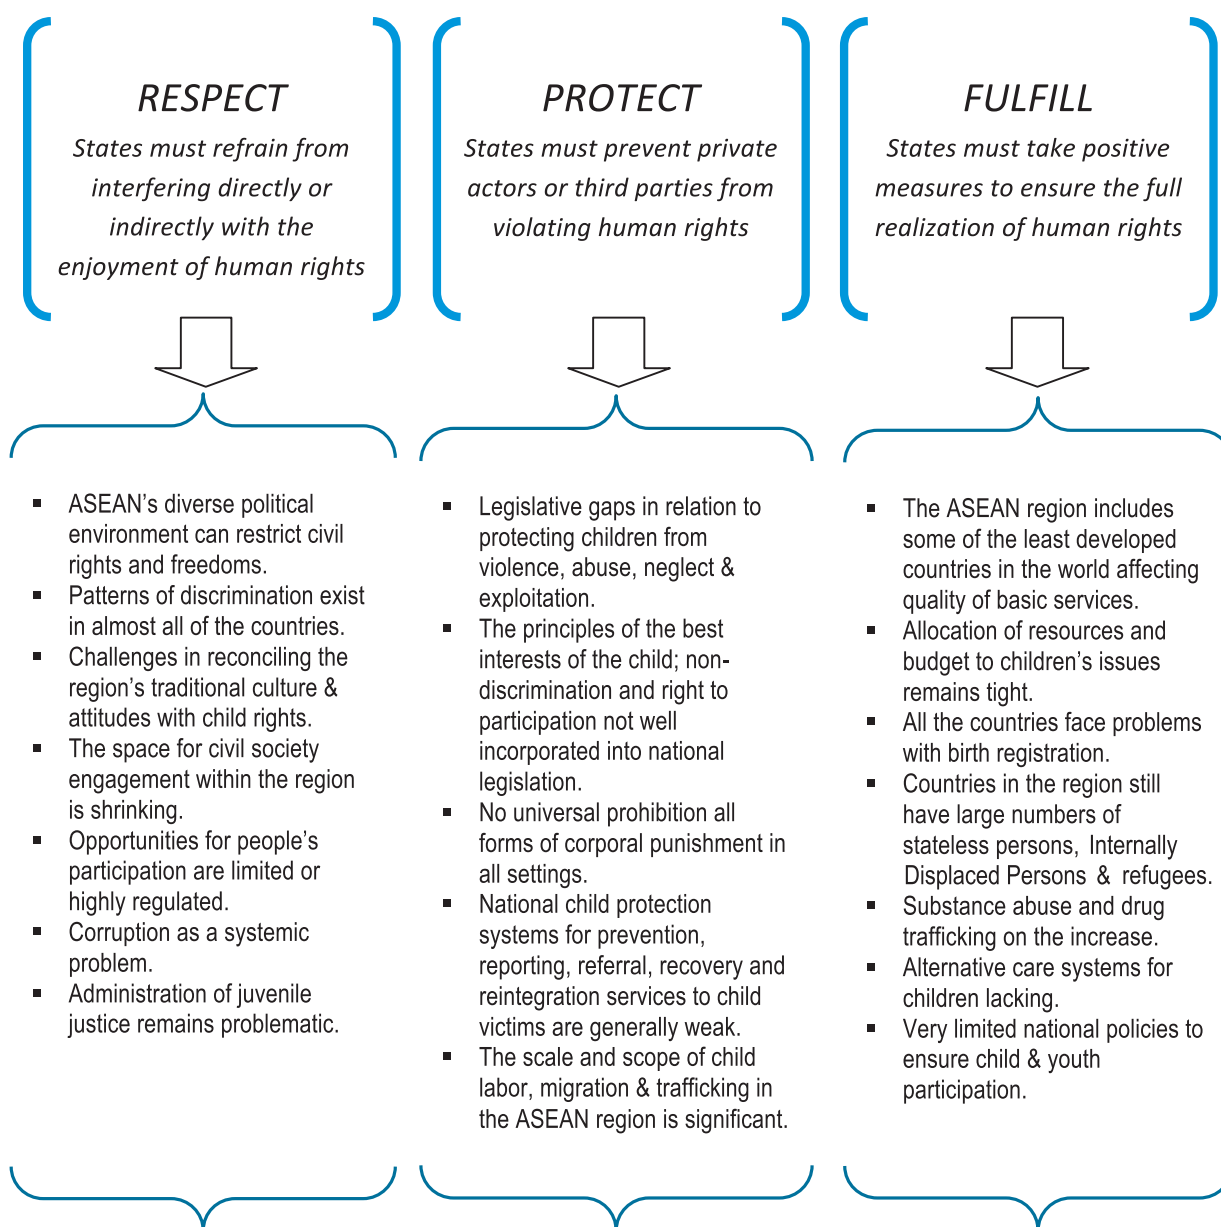 RESPECT
States must refrain from
interfering directly or
indirectly with the
enjoyment of human rights
PROTECT
States must prevent private
actors or third parties from
violating human rights
FULFILL
States must take positive
measures to ensure the full
realization of human rights
▪ ASEAN's diverse political
environment can restrict civil
rights and freedoms.
▪ Patterns of discrimination exist
in almost all of the countries.
▪ Challenges in reconciling the
region's traditional culture &
attitudes with child rights.
▪ The space for civil society
engagement within the region
is shrinking.
▪ Opportunities for people's
participation are limited or
highly regulated.
▪ Corruption as a systemic
problem.
▪ Administration of juvenile
justice remains problematic.
▪ Legislative gaps in relation to
protecting children from
violence, abuse, neglect &
exploitation.
▪ The principles of the best
interests of the child; non-
discrimination and right to
participation not well
incorporated into national
legislation.
▪ No universal prohibition all
forms of corporal punishment in
all settings.
▪ National child protection
systems for prevention,
reporting, referral, recovery and
reintegration services to child
victims are generally weak.
▪ The scale and scope of child
labor, migration & trafficking in
the ASEAN region is significant.
▪ The ASEAN region includes
some of the least developed
countries in the world affecting
quality of basic services.
▪ Allocation of resources and
budget to children's issues
remains tight.
▪ All the countries face problems
with birth registration.
▪ Countries in the region still
have large numbers of
stateless persons, Internally
Displaced Persons & refugees.
▪ Substance abuse and drug
trafficking on the increase.
▪ Alternative care systems for
children lacking.
▪ Very limited national policies to
ensure child & youth
participation.